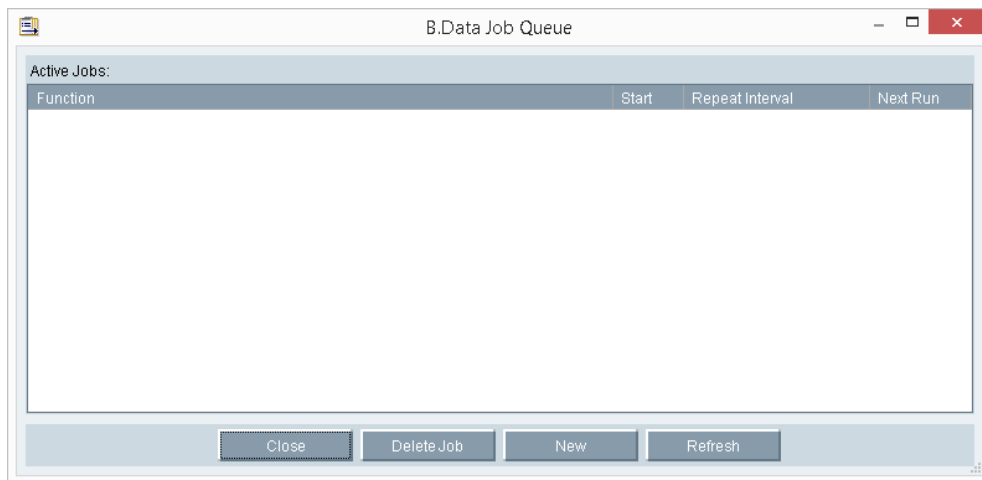 B.Data Job Queue
Active Jobs:
Function Start Repeat Interval Next Run
Close Delete Job New Refresh